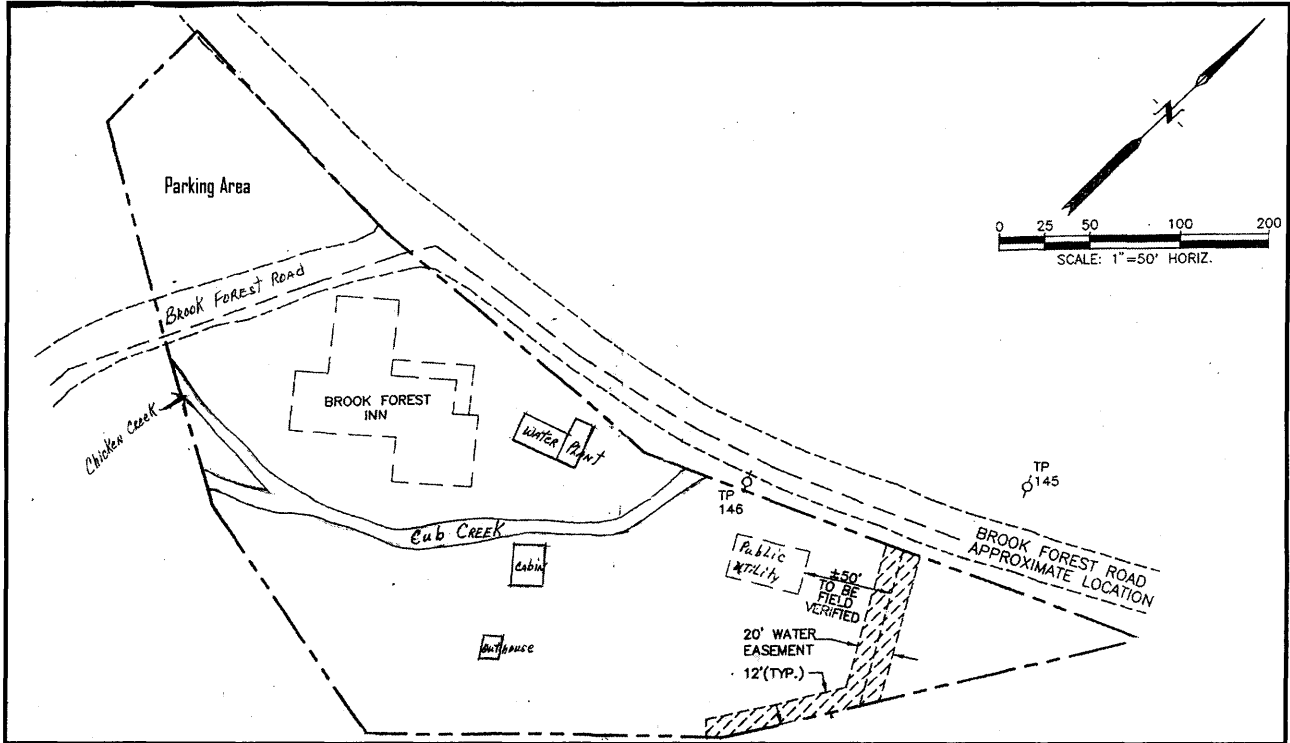 Parking Area
BROOK FOREST ROAD
N
0 25 50 100 200
SCALE: 1"=50' HORIZ.
BROOK FOREST
INN
Chicken Creek
WATER PLANT
TP
145
TP
146
Cub CREEK
BROOK FOREST ROAD
APPROXIMATE LOCATION
Public
Utility
±50'
TO BE
FIELD
VERIFIED
CABIN
20' WATER
EASEMENT
outhouse
12'(TYP.)